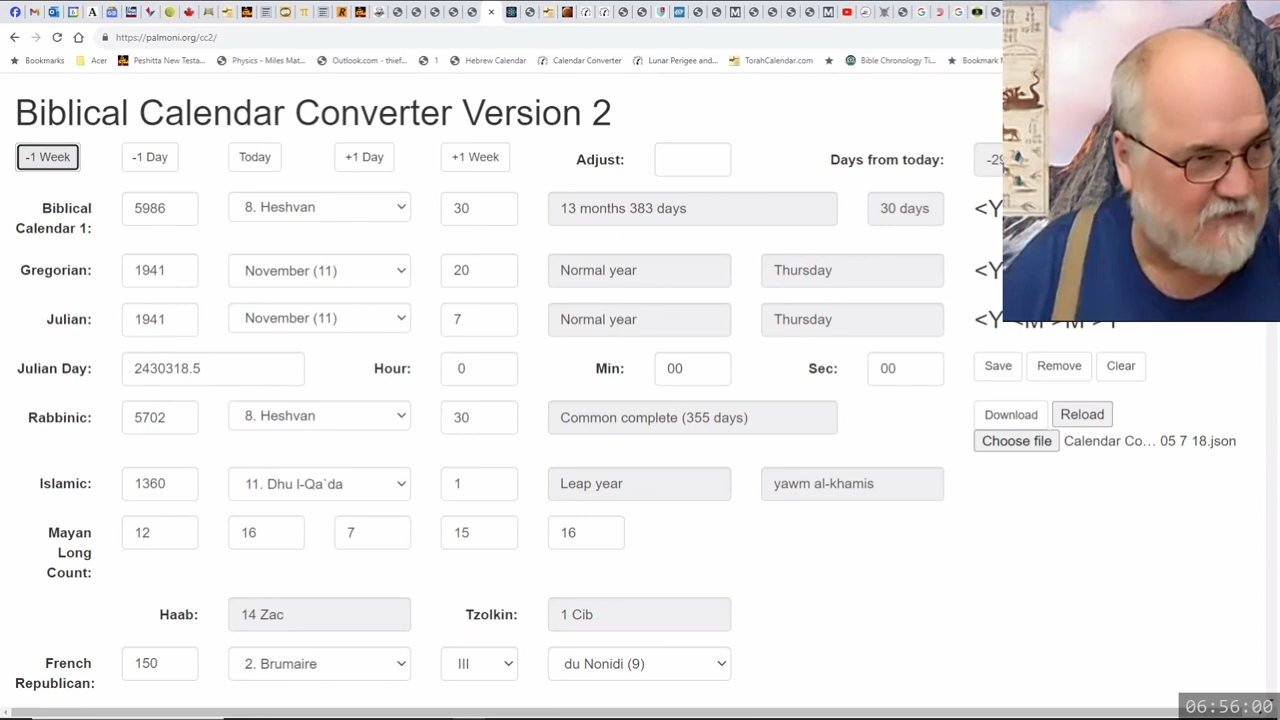 https://palmoni.org/cc2/
Bookmarks Acer Peshitta New Testa... Physics - Miles Mat... Outlook.com - thief... 1 Hebrew Calendar Calendar Converter Lunar Perigee and... TorahCalendar.com Bible Chronology Ti... Bookmark
Biblical Calendar Converter Version 2
-1 Week -1 Day Today +1 Day +1 Week Adjust: Days from today:
Biblical Calendar 1: 5986 8. Heshvan 30 13 months 383 days 30 days <Y
Gregorian: 1941 November (11) 20 Normal year Thursday <Y
Julian: 1941 November (11) 7 Normal year Thursday <Y
Julian Day: 2430318.5 Hour: 0 Min: 00 Sec: 00 Save Remove Clear
Rabbinic: 5702 8. Heshvan 30 Common complete (355 days) Download Reload
Choose file Calendar Co... 05 7 18.json
Islamic: 1360 11. Dhu l-Qa`da 1 Leap year yawm al-khamis
Mayan Long Count: 12 16 7 15 16
Haab: 14 Zac Tzolkin: 1 Cib
French Republican: 150 2. Brumaire III du Nonidi (9)
06:56:00